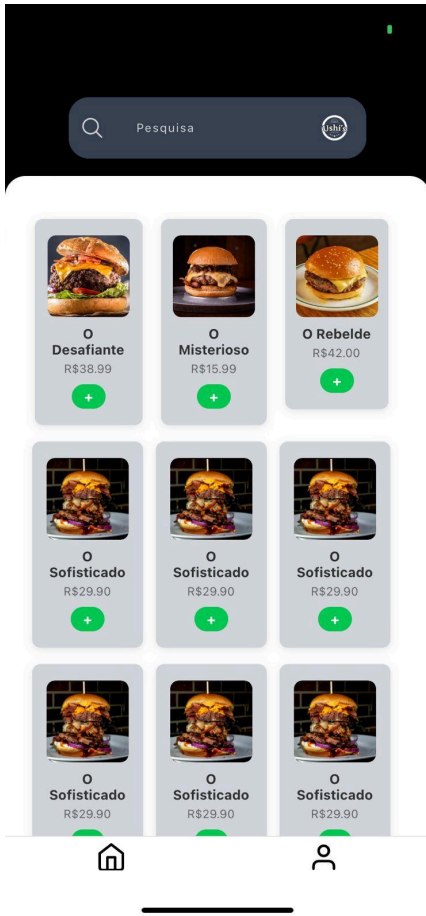 Pesquisa
Ushi's
O
Desafiante
R$38.99
+
O
Misterioso
R$15.99
+
O Rebelde
R$42.00
+
O
Sofisticado
R$29.90
+
O
Sofisticado
R$29.90
+
O
Sofisticado
R$29.90
+
O
Sofisticado
R$29.90
O
Sofisticado
R$29.90
O
Sofisticado
R$29.90